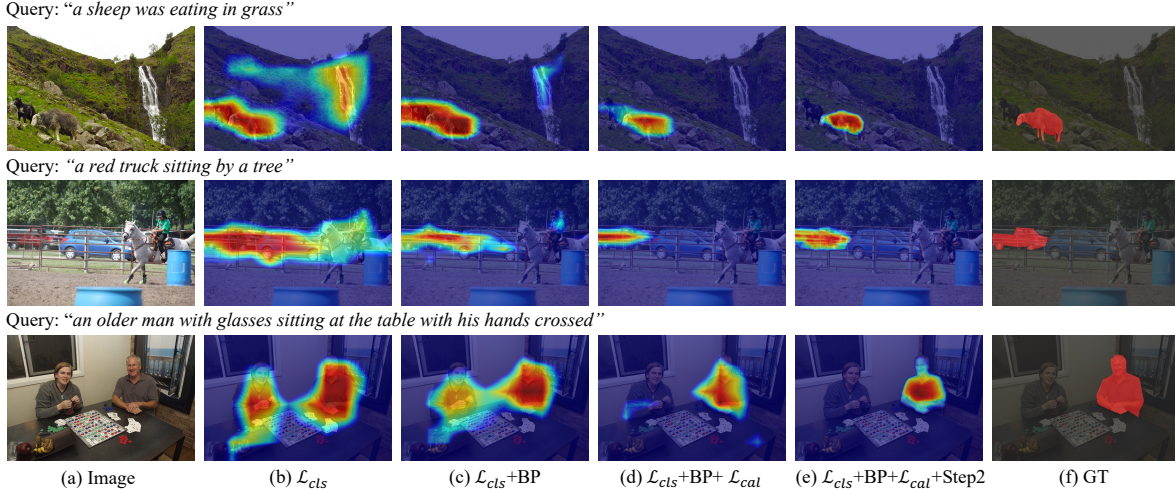 Query: “a sheep was eating in grass”
Query: “a red truck sitting by a tree”
Query: “an older man with glasses sitting at the table with his hands crossed”
(a) Image (b) ℒcls (c) ℒcls+BP (d) ℒcls+BP+ ℒcal (e) ℒcls+BP+ℒcal+Step2 (f) GT